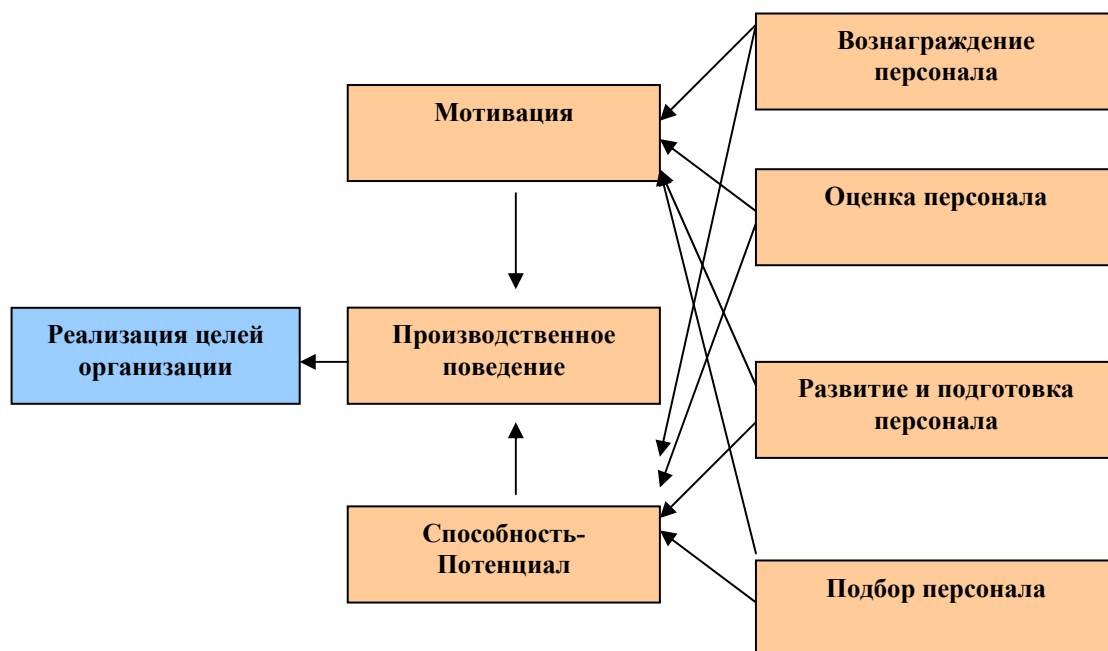 Вознаграждение
персонала
Мотивация
Оценка персонала
Реализация целей
организации
Производственное
поведение
Развитие и подготовка
персонала
Способность-
Потенциал
Подбор персонала